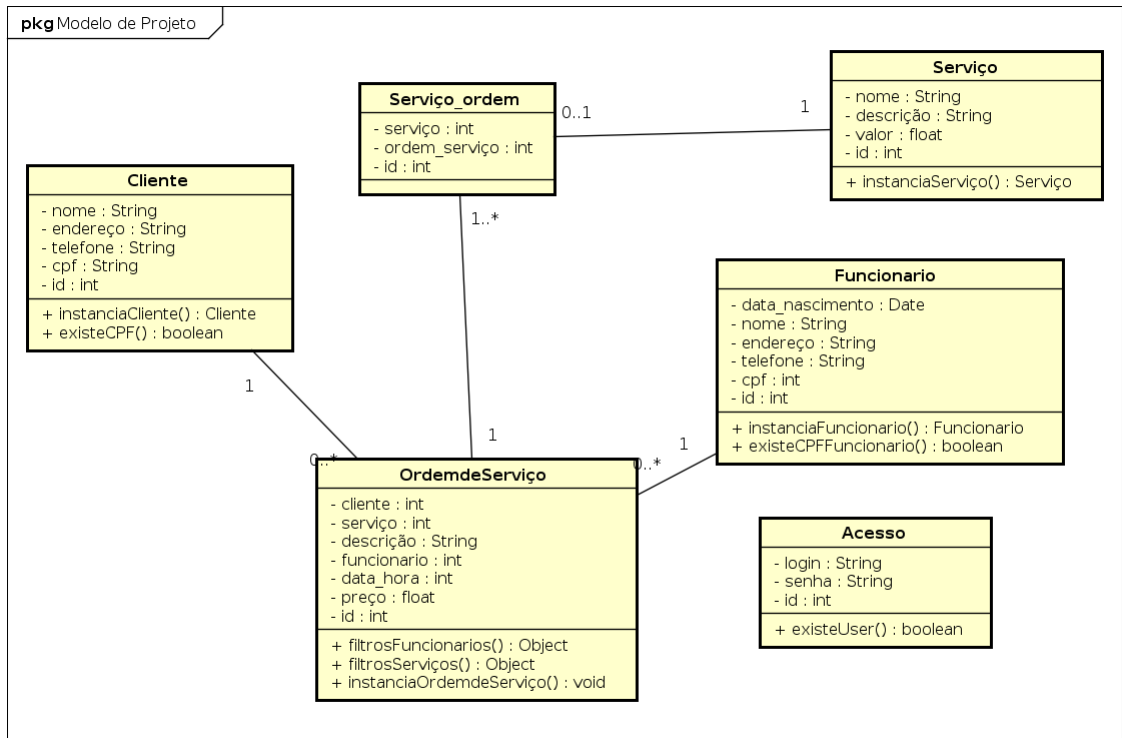 pkg Modelo de Projeto
Serviço
- nome : String
- descrição : String
- valor : float
- id : int
+ instanciaServiço() : Serviço
Serviço_ordem
- serviço : int
- ordem_serviço : int
- id : int
0..1
1
1..*
1
Cliente
- nome : String
- endereço : String
- telefone : String
- cpf : String
- id : int
+ instanciaCliente() : Cliente
+ existeCPF() : boolean
1
0..*
Funcionario
- data_nascimento : Date
- nome : String
- endereço : String
- telefone : String
- cpf : int
- id : int
+ instanciaFuncionario() : Funcionario
+ existeCPFFuncionario() : boolean
1
0..*
OrdemdeServiço
- cliente : int
- serviço : int
- descrição : String
- funcionario : int
- data_hora : int
- preço : float
- id : int
+ filtrosFuncionarios() : Object
+ filtrosServiços() : Object
+ instanciaOrdemdeServiço() : void
Acesso
- login : String
- senha : String
- id : int
+ existeUser() : boolean